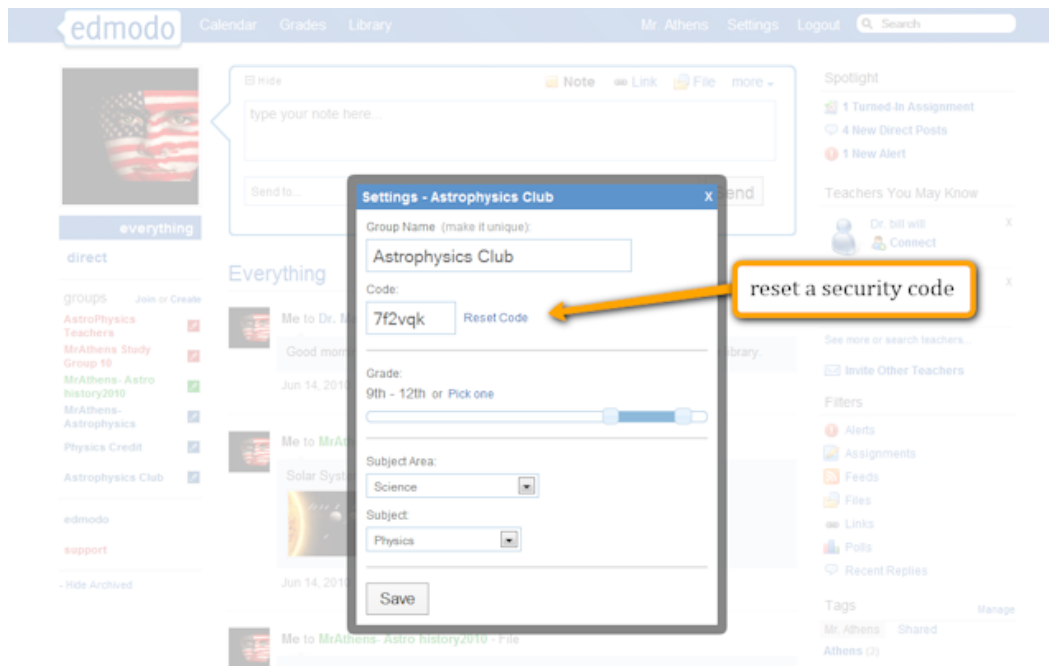 edmodo
Calendar Grades Library
Mr. Athens Settings Logout Search
Hide
Note Link File more
type your note here...
Send to...
Send
everything
direct
groups Join or Create
AstroPhysics
Teachers
MrAthens Study
Group 10
MrAthens- Astro
history2010
MrAthens-
Astrophysics
Physics Credit
Astrophysics Club
edmodo
support
- Hide Archived
Everything
Me to Dr.
Good
library.
Jun 14, 2010
Me to
Solar
Jun 14, 2010
Me to MrAthens- Astro history2010 - File
Settings - Astrophysics Club X
Group Name (make it unique):
Astrophysics Club
Code:
7f2vqk Reset Code
Grade:
9th - 12th or Pick one
Subject Area:
Science
Subject:
Physics
Save
reset a security code
Spotlight
1 Turned-In Assignment
4 New Direct Posts
1 New Alert
Teachers You May Know
Dr. bill will X
Connect
X
See more or search teachers...
Invite Other Teachers
Filters
Alerts
Assignments
Feeds
Files
Links
Polls
Recent Replies
Tags Manage
Mr. Athens Shared
Athens (2)